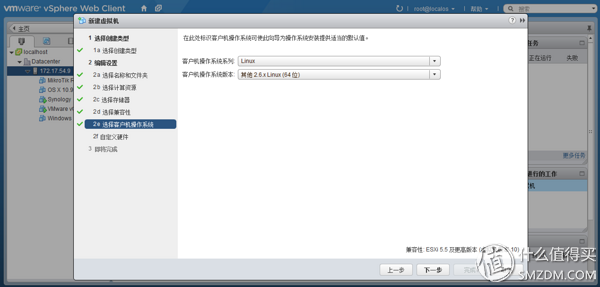 vmware vSphere Web Client
root@localos
帮助
搜索
主页
localhost
Datacenter
172.17.54.9
MikroTik R
OS X 10.9
Synology
VMware v
Windows
新建虚拟机
1 选择创建类型
1a 选择创建类型
2 编辑设置
2a 选择名称和文件夹
2b 选择计算资源
2c 选择存储器
2d 选择兼容性
2e 选择客户机操作系统
2f 自定义硬件
3 即将完成
在此处标识客户机操作系统可使此向导为操作系统安装提供适当的默认值。
客户机操作系统系列: Linux
客户机操作系统版本: 其他 2.6.x Linux (64 位)
兼容性: ESXi 5.5 及更高版本
上一步
下一步
任务
正在运行
失败
更多任务
进行的工作
值 什么值得买
SMZDM.COM